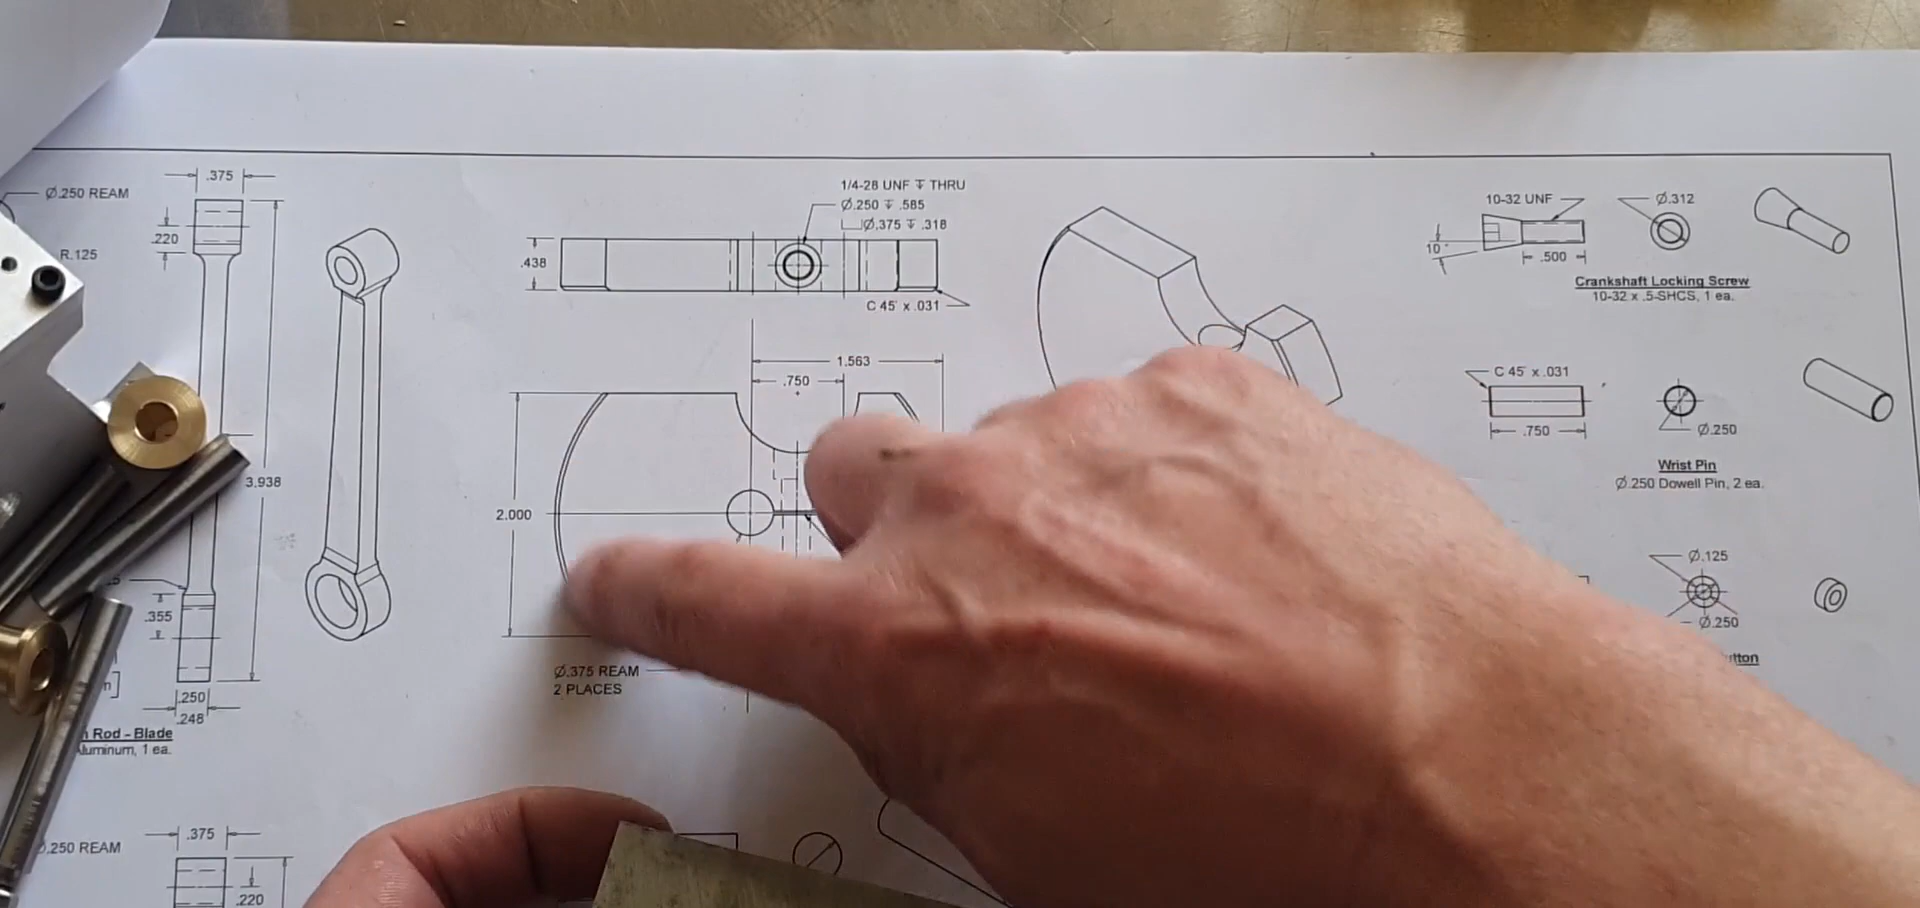 Ø.250 REAM
.375
.220
R.125
3.938
.355
.250
.248
Rod - Blade
1 ea.
.375
.250 REAM
.220
1/4-28 UNF ↧ THRU
Ø.250 ↧ .585
⌴Ø.375 ↧ .318
.438
C 45° x .031
1.563
.750
2.000
Ø.375 REAM
2 PLACES
10-32 UNF
Ø.312
10°
.500
Crankshaft Locking Screw
10-32 x .5-SHCS, 1 ea.
C 45° x .031
.750
Ø.250
Wrist Pin
Ø.250 Dowell Pin, 2 ea.
Ø.125
Ø.250